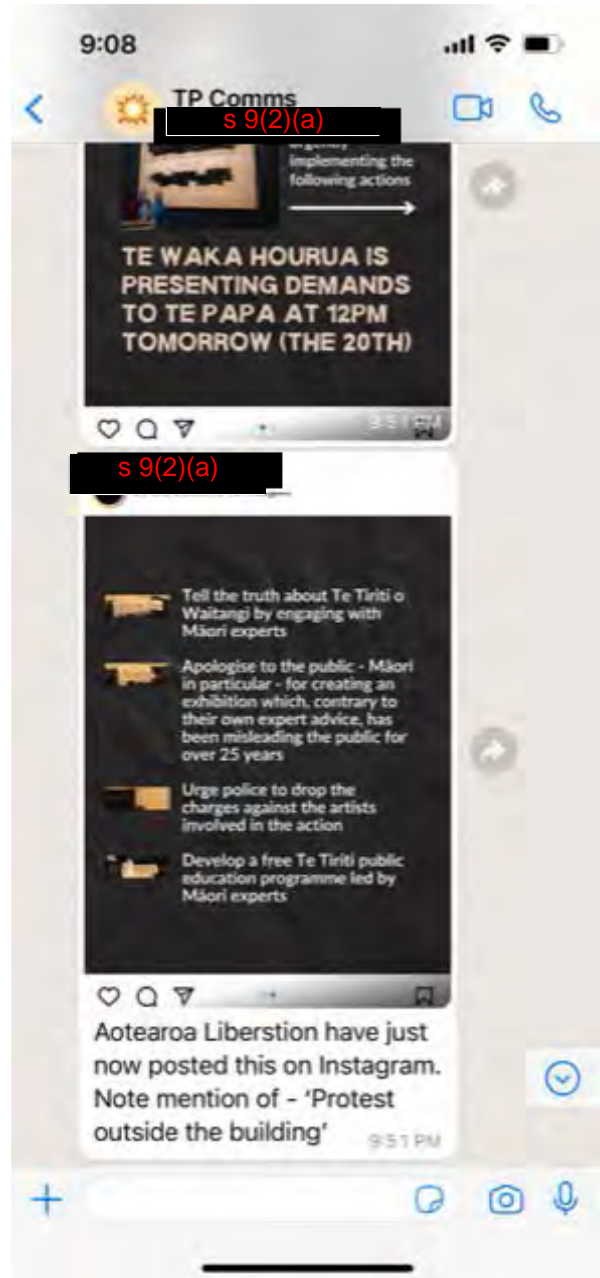 9:08
TP Comms
s 9(2)(a)
urgently
implementing the
following actions
TE WAKA HOURUA IS
PRESENTING DEMANDS
TO TE PAPA AT 12PM
TOMORROW (THE 20TH)
9:51 PM
s 9(2)(a)
Tell the truth about Te Tiriti o
Waitangi by engaging with
Māori experts
Apologise to the public - Māori
in particular - for creating an
exhibition which, contrary to
their own expert advice, has
been misleading the public for
over 25 years
Urge police to drop the
charges against the artists
involved in the action
Develop a free Te Tiriti public
education programme led by
Māori experts
Aotearoa Liberstion have just
now posted this on Instagram.
Note mention of - ‘Protest
outside the building’
9:51 PM